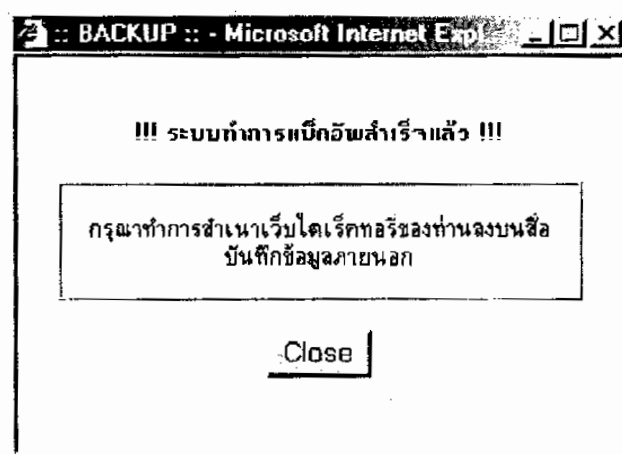 :: BACKUP :: - Microsoft Internet Expl
!!! ระบบทำการแบ็กอัพสำเร็จแล้ว !!!
กรุณาทำการสำเนาเว็บไดเร็คทอรีของท่านลงบนสื่อ
บันทึกข้อมูลภายนอก
Close